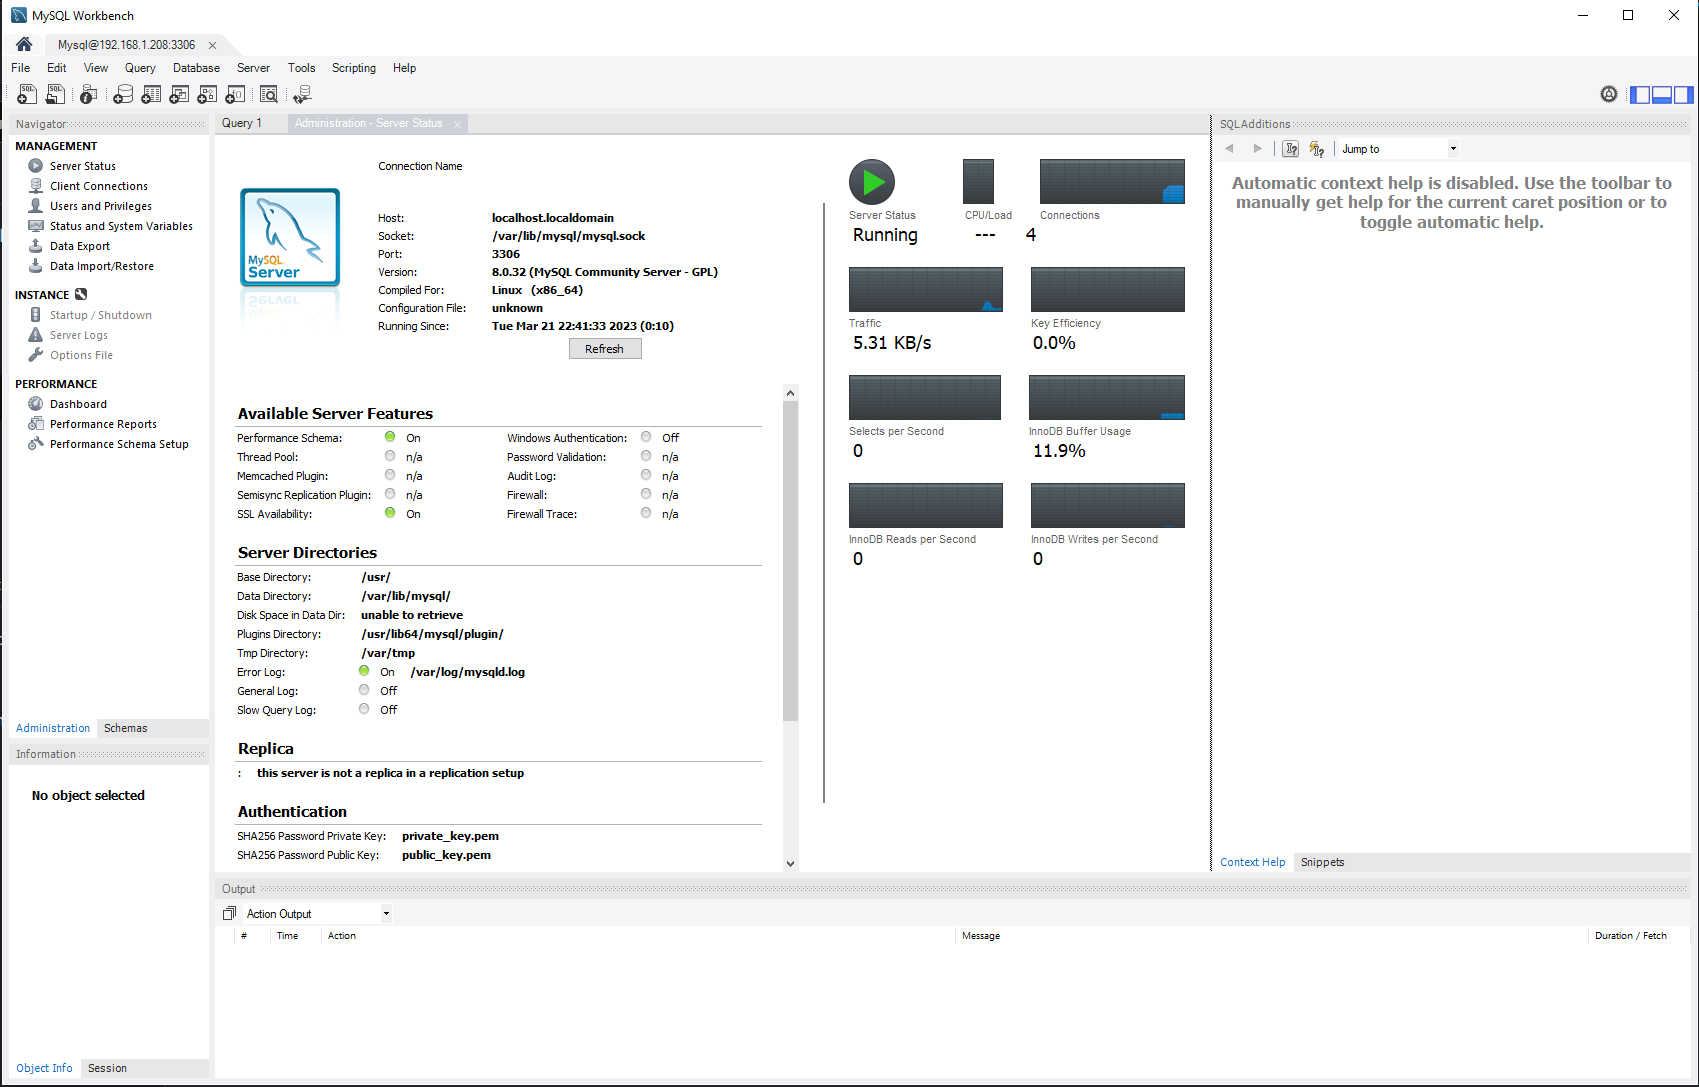 MySQL Workbench
Mysql@192.168.1.208:3306
File Edit View Query Database Server Tools Scripting Help
Navigator
MANAGEMENT
Server Status
Client Connections
Users and Privileges
Status and System Variables
Data Export
Data Import/Restore
INSTANCE
Startup / Shutdown
Server Logs
Options File
PERFORMANCE
Dashboard
Performance Reports
Performance Schema Setup
Administration Schemas
Information
No object selected
Object Info Session
Query 1 Administration - Server Status
Connection Name
MySQL
Server
Host: localhost.localdomain
Socket: /var/lib/mysql/mysql.sock
Port: 3306
Version: 8.0.32 (MySQL Community Server - GPL)
Compiled For: Linux (x86_64)
Configuration File: unknown
Running Since: Tue Mar 21 22:41:33 2023 (0:10)
Refresh
Available Server Features
Performance Schema: On Windows Authentication: Off
Thread Pool: n/a Password Validation: n/a
Memcached Plugin: n/a Audit Log: n/a
Semisync Replication Plugin: n/a Firewall: n/a
SSL Availability: On Firewall Trace: n/a
Server Directories
Base Directory: /usr/
Data Directory: /var/lib/mysql/
Disk Space in Data Dir: unable to retrieve
Plugins Directory: /usr/lib64/mysql/plugin/
Tmp Directory: /var/tmp
Error Log: On /var/log/mysqld.log
General Log: Off
Slow Query Log: Off
Replica
: this server is not a replica in a replication setup
Authentication
SHA256 Password Private Key: private_key.pem
SHA256 Password Public Key: public_key.pem
Server Status CPU/Load Connections
Running --- 4
Traffic Key Efficiency
5.31 KB/s 0.0%
Selects per Second InnoDB Buffer Usage
0 11.9%
InnoDB Reads per Second InnoDB Writes per Second
0 0
SQLAdditions
Jump to
Automatic context help is disabled. Use the toolbar to
manually get help for the current caret position or to
toggle automatic help.
Context Help Snippets
Output
Action Output
# Time Action Message Duration / Fetch